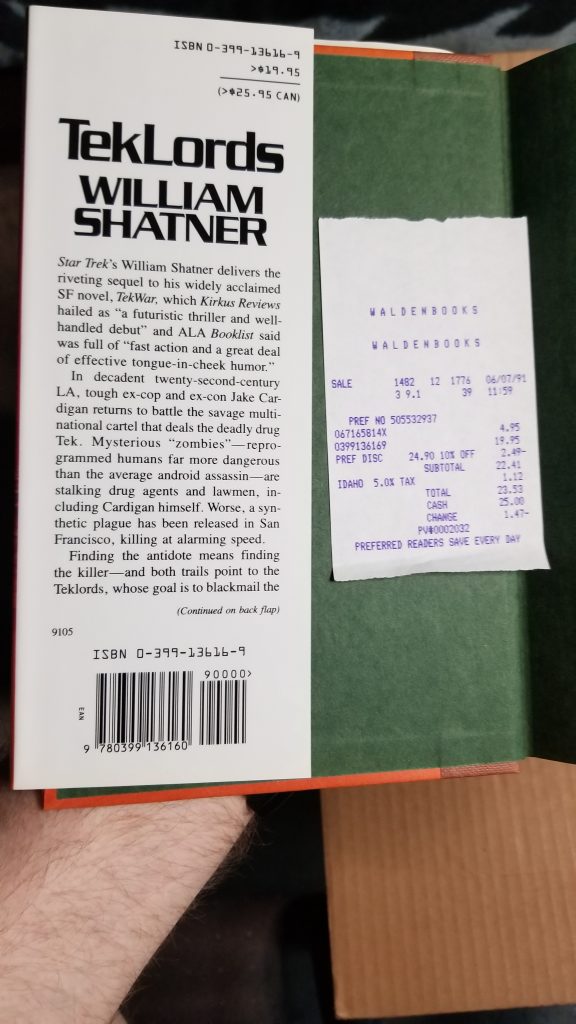 ISBN 0-399-13616-9
>$19.95
(>$25.95 CAN)
TekLords
WILLIAM
SHATNER
Star Trek's William Shatner delivers the
riveting sequel to his widely acclaimed
SF novel, TekWar, which Kirkus Reviews
hailed as "a futuristic thriller and well-
handled debut" and ALA Booklist said
was full of "fast action and a great deal
of effective tongue-in-cheek humor."
In decadent twenty-second-century
LA, tough ex-cop and ex-con Jake Car-
digan returns to battle the savage multi-
national cartel that deals the deadly drug
Tek. Mysterious "zombies"—repro-
grammed humans far more dangerous
than the average android assassin—are
stalking drug agents and lawmen, in-
cluding Cardigan himself. Worse, a syn-
thetic plague has been released in San
Francisco, killing at alarming speed.
Finding the antidote means finding
the killer—and both trails point to the
Teklords, whose goal is to blackmail the
(Continued on back flap)
9105
ISBN 0-399-13616-9
90000>
EAN
9 780399 136160
WALDENBOOKS
WALDENBOOKS
SALE 1482 12 1776 06/07/91
3 9.1 39 11:59
PREF NO 505532937
067165814X 4.95
0399136169 19.95
PREF DISC 24.90 10% OFF 2.49-
SUBTOTAL 22.41
IDAHO 5.0% TAX 1.12
TOTAL 23.53
CASH 25.00
CHANGE 1.47-
PV#0002032
PREFERRED READERS SAVE EVERY DAY